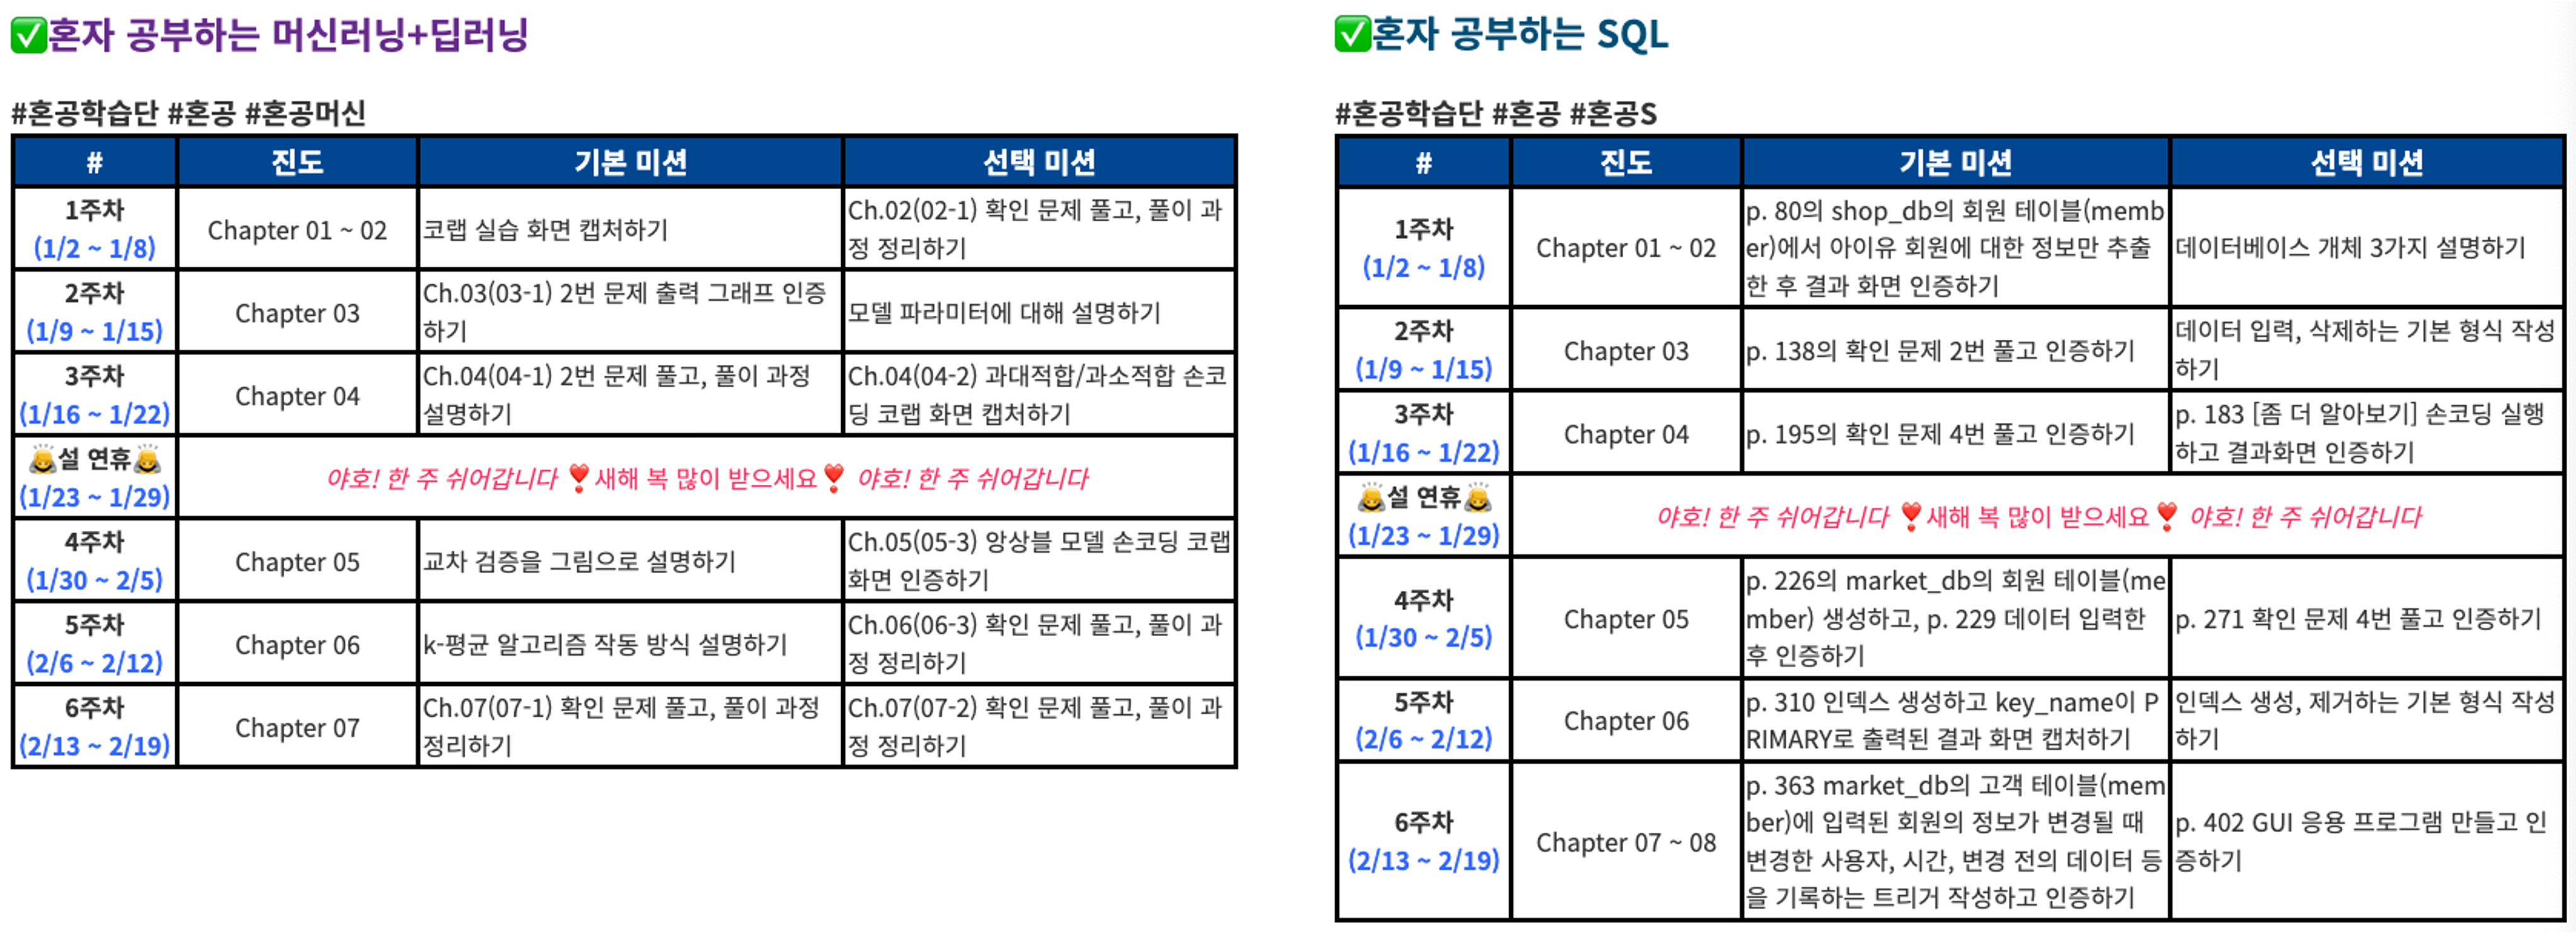 ✅혼자 공부하는 머신러닝+딥러닝
#혼공학습단 #혼공 #혼공머신
# 진도 기본 미션 선택 미션
1주차
(1/2 ~ 1/8)
Chapter 01 ~ 02
코랩 실습 화면 캡처하기
Ch.02(02-1) 확인 문제 풀고, 풀이 과
정 정리하기
2주차
(1/9 ~ 1/15)
Chapter 03
Ch.03(03-1) 2번 문제 출력 그래프 인증
하기
모델 파라미터에 대해 설명하기
3주차
(1/16 ~ 1/22)
Chapter 04
Ch.04(04-1) 2번 문제 풀고, 풀이 과정
설명하기
Ch.04(04-2) 과대적합/과소적합 손코
딩 코랩 화면 캡처하기
🙇설 연휴🙇
(1/23 ~ 1/29)
야호! 한 주 쉬어갑니다 ❣️새해 복 많이 받으세요❣️ 야호! 한 주 쉬어갑니다
4주차
(1/30 ~ 2/5)
Chapter 05
교차 검증을 그림으로 설명하기
Ch.05(05-3) 앙상블 모델 손코딩 코랩
화면 인증하기
5주차
(2/6 ~ 2/12)
Chapter 06
k-평균 알고리즘 작동 방식 설명하기
Ch.06(06-3) 확인 문제 풀고, 풀이 과
정 정리하기
6주차
(2/13 ~ 2/19)
Chapter 07
Ch.07(07-1) 확인 문제 풀고, 풀이 과정
정리하기
Ch.07(07-2) 확인 문제 풀고, 풀이 과
정 정리하기
✅혼자 공부하는 SQL
#혼공학습단 #혼공 #혼공S
# 진도 기본 미션 선택 미션
1주차
(1/2 ~ 1/8)
Chapter 01 ~ 02
p. 80의 shop_db의 회원 테이블(memb
er)에서 아이유 회원에 대한 정보만 추출
한 후 결과 화면 인증하기
데이터베이스 개체 3가지 설명하기
2주차
(1/9 ~ 1/15)
Chapter 03
p. 138의 확인 문제 2번 풀고 인증하기
데이터 입력, 삭제하는 기본 형식 작성
하기
3주차
(1/16 ~ 1/22)
Chapter 04
p. 195의 확인 문제 4번 풀고 인증하기
p. 183 [좀 더 알아보기] 손코딩 실행
하고 결과화면 인증하기
🙇설 연휴🙇
(1/23 ~ 1/29)
야호! 한 주 쉬어갑니다 ❣️새해 복 많이 받으세요❣️ 야호! 한 주 쉬어갑니다
4주차
(1/30 ~ 2/5)
Chapter 05
p. 226의 market_db의 회원 테이블(me
mber) 생성하고, p. 229 데이터 입력한
후 인증하기
p. 271 확인 문제 4번 풀고 인증하기
5주차
(2/6 ~ 2/12)
Chapter 06
p. 310 인덱스 생성하고 key_name이 P
RIMARY로 출력된 결과 화면 캡처하기
인덱스 생성, 제거하는 기본 형식 작성
하기
6주차
(2/13 ~ 2/19)
Chapter 07 ~ 08
p. 363 market_db의 고객 테이블(mem
ber)에 입력된 회원의 정보가 변경될 때
변경한 사용자, 시간, 변경 전의 데이터 등
을 기록하는 트리거 작성하고 인증하기
p. 402 GUI 응용 프로그램 만들고 인
증하기